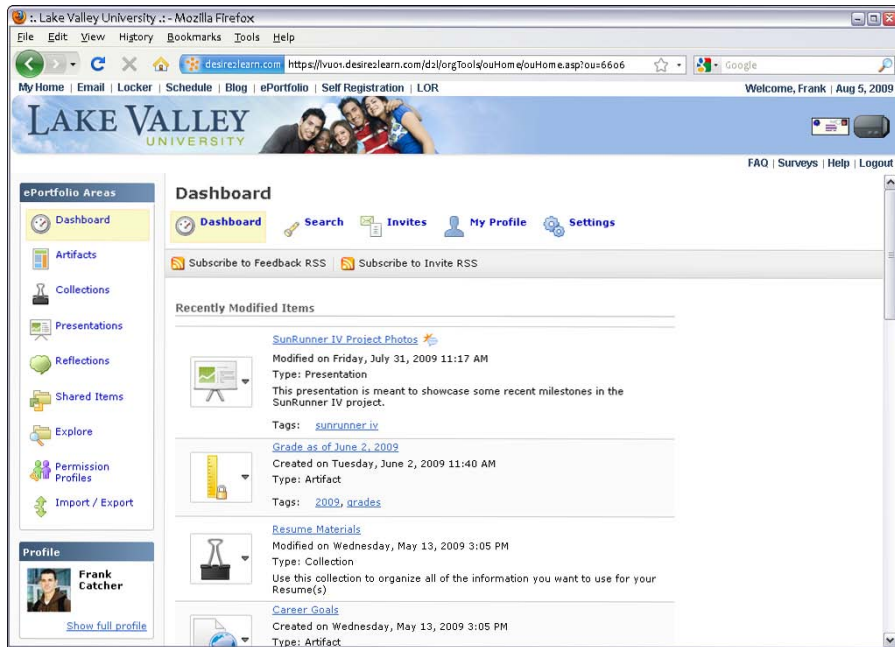 :. Lake Valley University .: - Mozilla Firefox
File Edit View History Bookmarks Tools Help
desire2learn.com https://lvu01.desire2learn.com/d2l/orgTools/ouHome/ouHome.asp?ou=6606 Google
My Home | Email | Locker | Schedule | Blog | ePortfolio | Self Registration | LOR Welcome, Frank | Aug 5, 2009
LAKE VALLEY
UNIVERSITY
FAQ | Surveys | Help | Logout
ePortfolio Areas
Dashboard
Artifacts
Collections
Presentations
Reflections
Shared Items
Explore
Permission
Profiles
Import / Export
Profile
Frank
Catcher
Show full profile
Dashboard
Dashboard Search Invites My Profile Settings
Subscribe to Feedback RSS Subscribe to Invite RSS
Recently Modified Items
SunRunner IV Project Photos
Modified on Friday, July 31, 2009 11:17 AM
Type: Presentation
This presentation is meant to showcase some recent milestones in the
SunRunner IV project.
Tags: sunrunner iv
Grade as of June 2, 2009
Created on Tuesday, June 2, 2009 11:40 AM
Type: Artifact
Tags: 2009, grades
Resume Materials
Modified on Wednesday, May 13, 2009 3:05 PM
Type: Collection
Use this collection to organize all of the information you want to use for your
Resume(s)
Career Goals
Created on Wednesday, May 13, 2009 3:05 PM
Type: Artifact